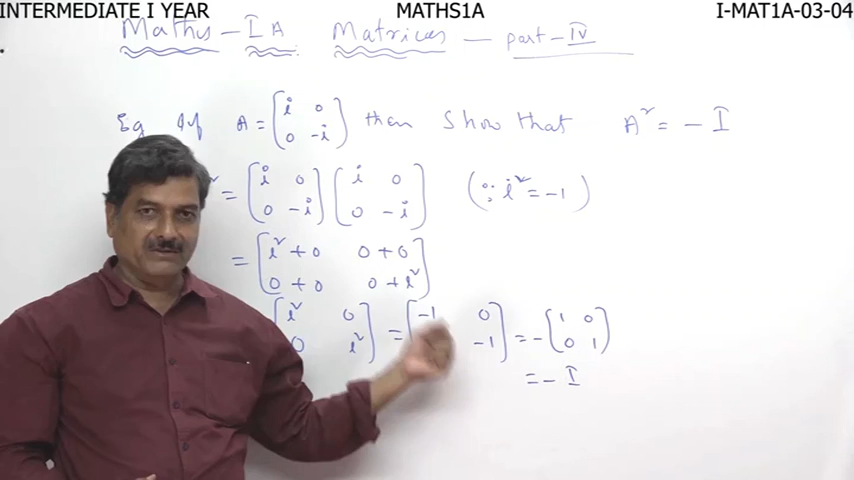 INTERMEDIATE I YEAR MATHS1A I-MAT1A-03-04
Maths - IA Matrices - part - IV
Eg If A = [i 0; 0 -i] then show that A² = - I
² = [i 0; 0 -i] [i 0; 0 -i] (∵ i² = -1)
= [i²+0 0+0; 0+0 0+i²]
[i² 0; 0 i²] = [-1 0; -1] = - [1 0; 0 1]
= - I